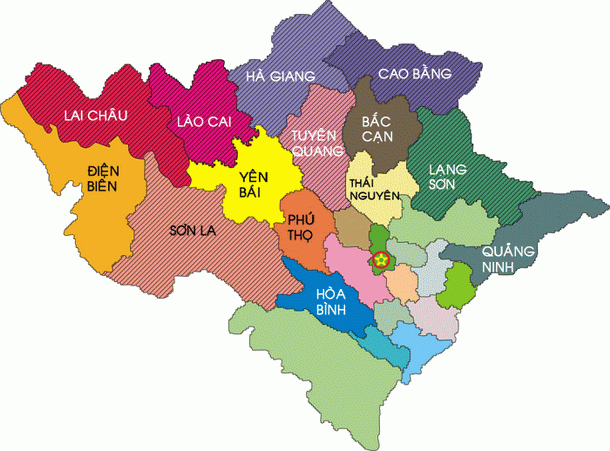 HÀ GIANG
CAO BẰNG
LAI CHÂU
LÀO CAI
BẮC
CẠN
TUYÊN
QUANG
ĐIỆN
BIÊN
YÊN
BÁI
THÁI
NGUYÊN
LẠNG
SƠN
SƠN LA
PHÚ
THỌ
QUẢNG
NINH
HÒA
BÌNH